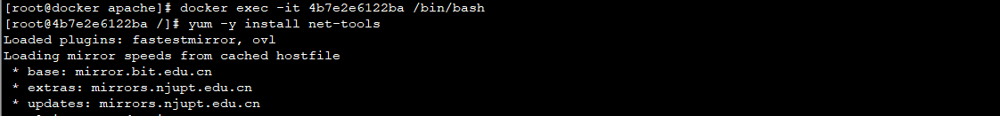 [root@docker apache]# docker exec -it 4b7e2e6122ba /bin/bash
[root@4b7e2e6122ba /]# yum -y install net-tools
Loaded plugins: fastestmirror, ovl
Loading mirror speeds from cached hostfile
 * base: mirror.bit.edu.cn
 * extras: mirrors.njupt.edu.cn
 * updates: mirrors.njupt.edu.cn